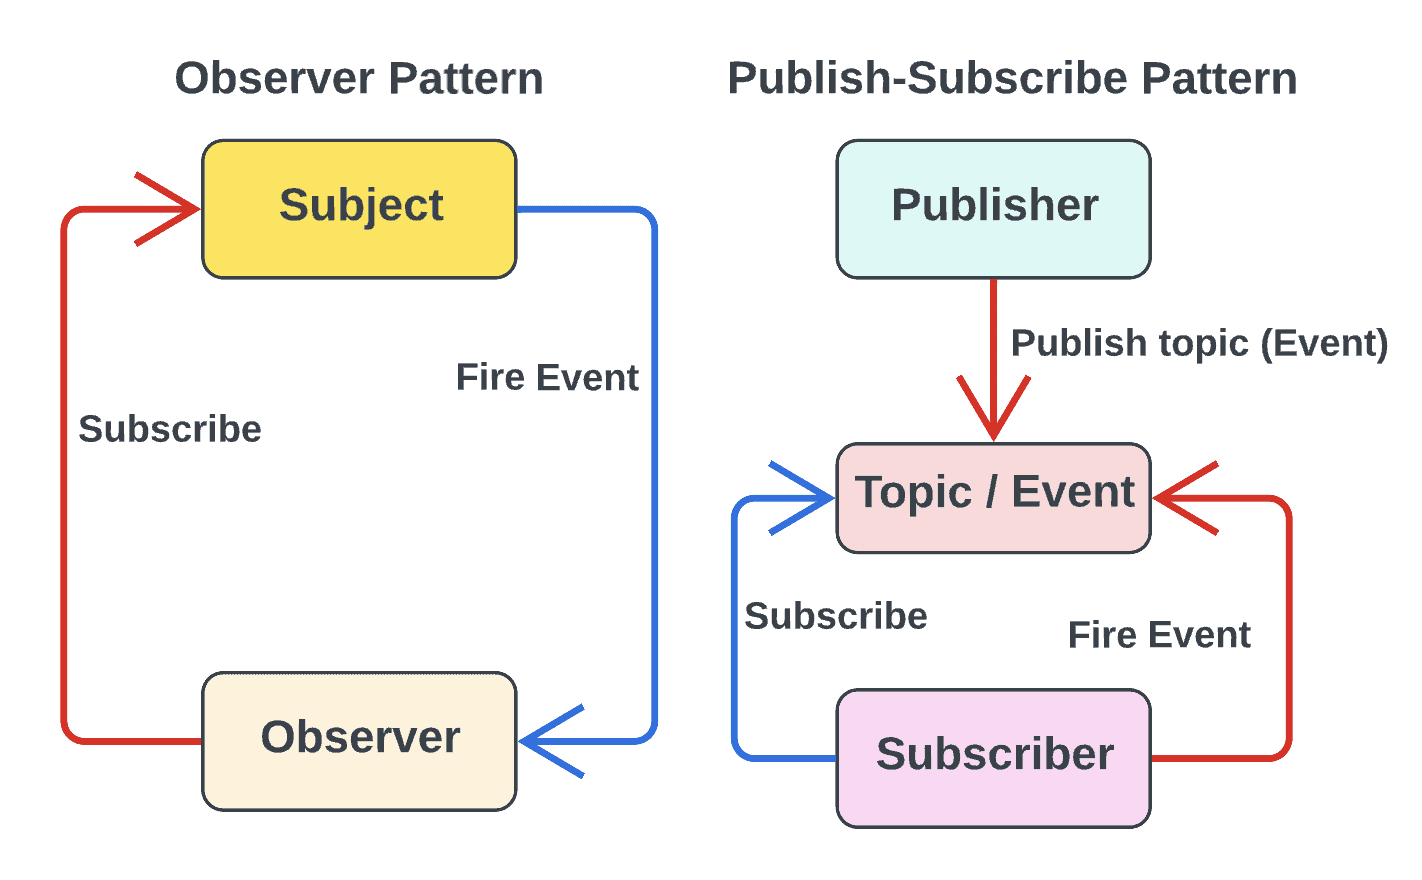 Observer Pattern
Subject
Fire Event
Subscribe
Observer
Publish-Subscribe Pattern
Publisher
Publish topic (Event)
Topic / Event
Subscribe
Fire Event
Subscriber